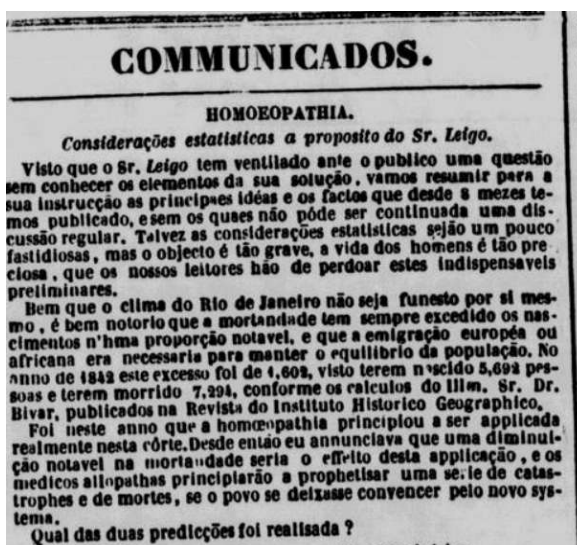 COMMUNICADOS.
HOMOEOPATHIA.
Considerações estatisticas a proposito do Sr. Leigo.
Visto que o Sr. Leigo tem ventilado ante o publico uma questão
sem conhecer os elementos da sua solução, vamos resumir para a
sua instrucção as principaes idéas e os factos que desde 8 mezes te-
mos publicado, e sem os quaes não póde ser continuada uma dis-
cussão regular. Talvez as considerações estatisticas sejão um pouco
fastidiosas, mas o objecto é tão grave, a vida dos homens é tão pre-
ciosa, que os nossos leitores hão de perdoar estes indispensaveis
preliminares.
Bem que o clima do Rio de Janeiro não seja funesto por si mes-
mo, é bem notorio que a mortandade tem sempre excedido os nas-
cimentos n'hma proporção notavel, e que a emigração européa ou
africana era necessaria para manter o equilibrio da população. No
anno de 1842 este excesso foi de 1,602, visto terem nascido 5,692 pes-
soas e terem morrido 7,294, conforme os calculos do Illm. Sr. Dr.
Bivar, publicados na Revista do Instituto Historico Geographico.
Foi neste anno que a homœopathia principiou a ser applicada
realmente nesta côrte. Desde então eu annunciava que uma diminui-
ção notavel na mortandade seria o effeito desta applicação, e os
medicos allopathas principiarão a prophetisar uma serie de catas-
trophes e de mortes, se o povo se deixasse convencer pelo novo sys-
tema.
Qual das duas predicções foi realisada ?